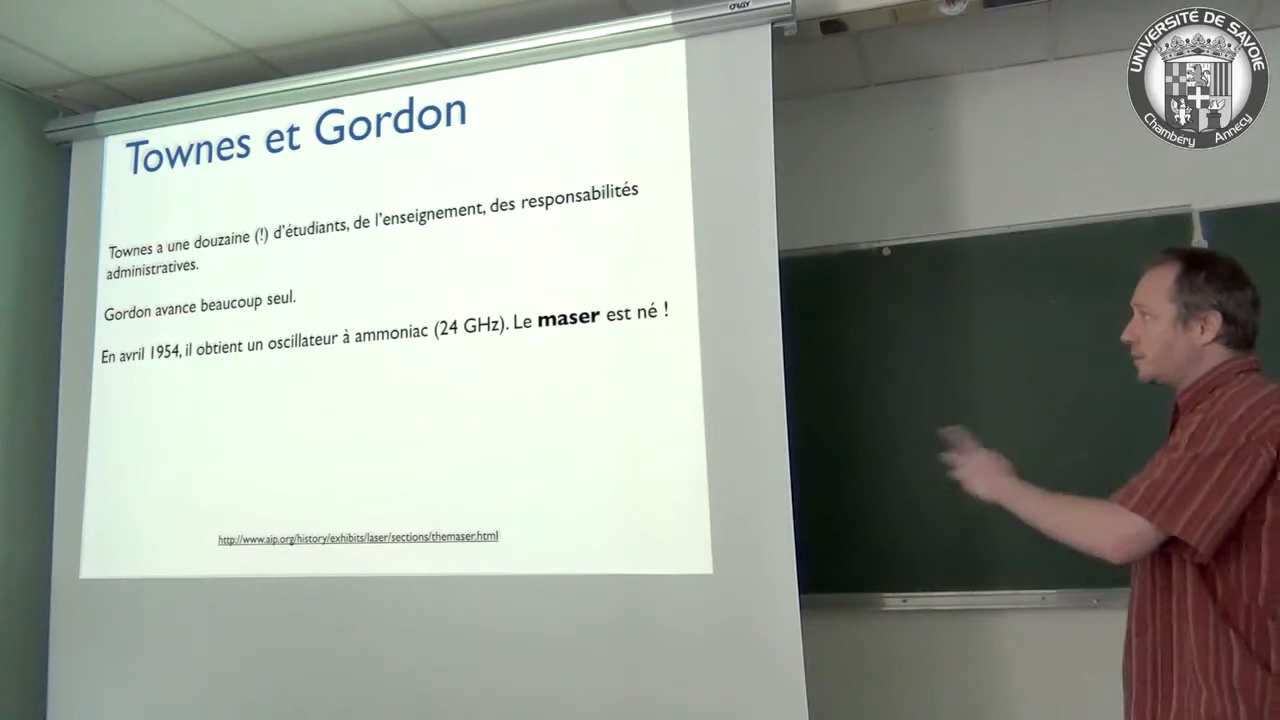 ORAY
UNIVERSITÉ DE SAVOIE
Chambéry Annecy
Townes et Gordon
Townes a une douzaine (!) d'étudiants, de l'enseignement, des responsabilités
administratives.
Gordon avance beaucoup seul.
En avril 1954, il obtient un oscillateur à ammoniac (24 GHz). Le maser est né !
http://www.aip.org/history/exhibits/laser/sections/themaser.html